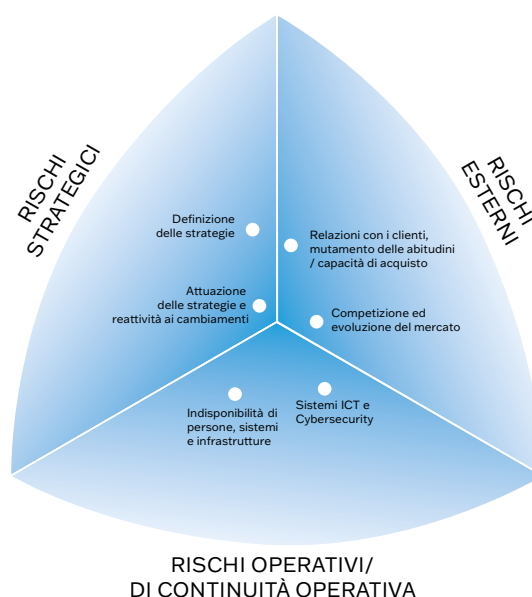 RISCHI
STRATEGICI
RISCHI
ESTERNI
Definizione
delle strategie
Relazioni con i clienti,
mutamento delle abitudini
/ capacità di acquisto
Attuazione
delle strategie e
reattività ai cambiamenti
Competizione ed
evoluzione del mercato
Indisponibilità di
persone, sistemi
e infrastrutture
Sistemi ICT e
Cybersecurity
RISCHI OPERATIVI/
DI CONTINUITÀ OPERATIVA